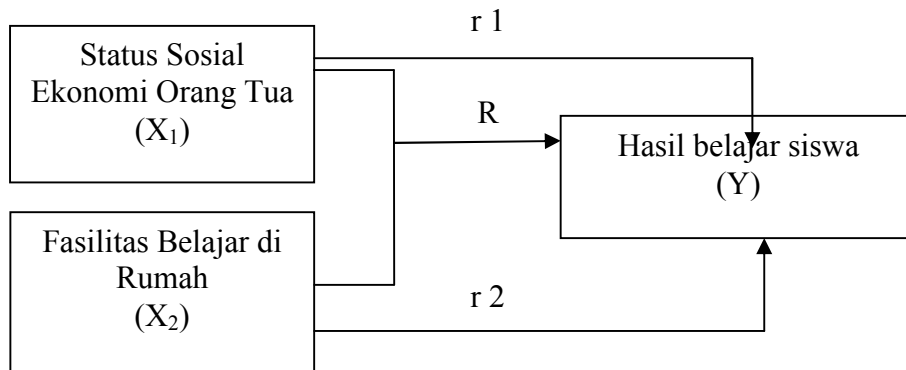 r 1
Status Sosial
Ekonomi Orang Tua
(X₁)
R
Hasil belajar siswa
(Y)
Fasilitas Belajar di
Rumah
(X₂)
r 2